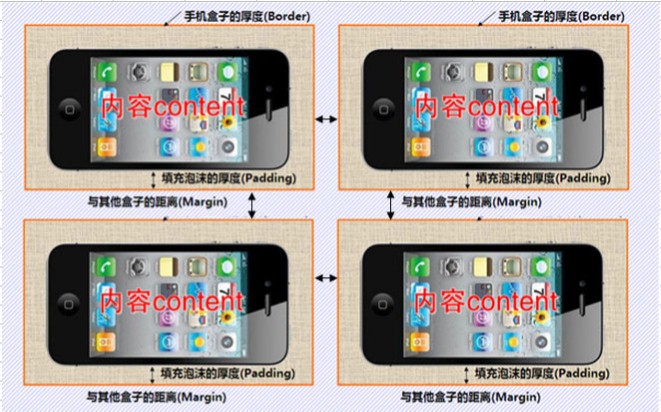 手机盒子的厚度(Border)
手机盒子的厚度(Border)
内容content
内容content
填充泡沫的厚度(Padding)
填充泡沫的厚度(Padding)
与其他盒子的距离(Margin)
与其他盒子的距离(Margin)
内容content
内容content
填充泡沫的厚度(Padding)
填充泡沫的厚度(Padding)
与其他盒子的距离(Margin)
与其他盒子的距离(Margin)